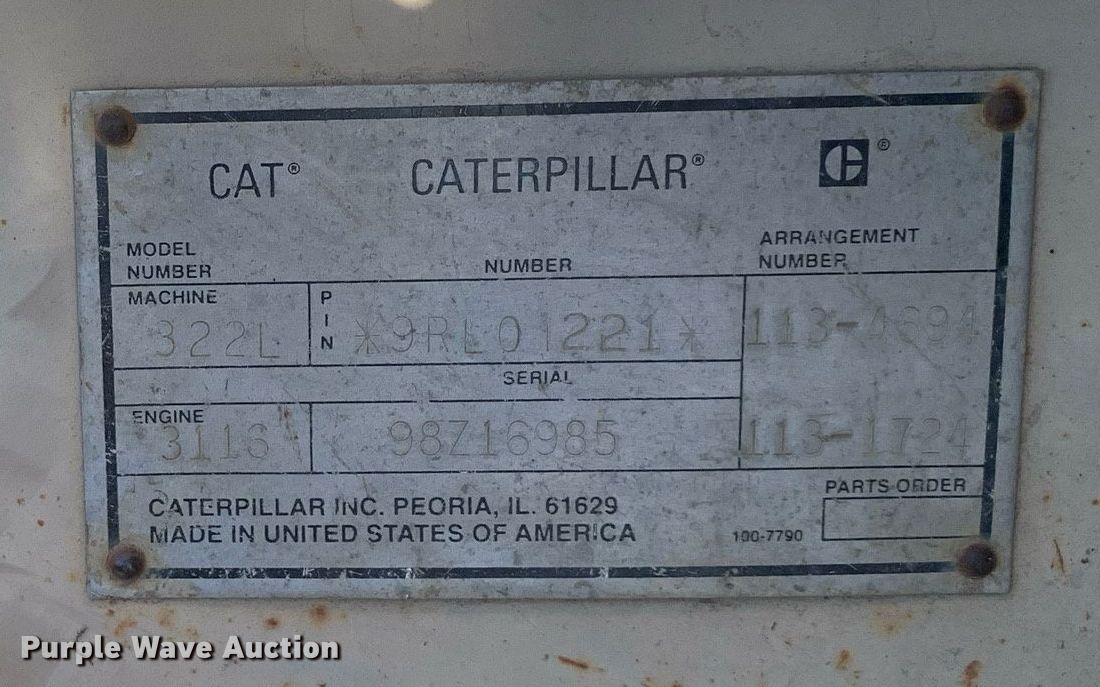 CAT® CATERPILLAR® ®
MODEL NUMBER
NUMBER
ARRANGEMENT NUMBER
MACHINE
322L
PIN
*9RL01221*
113-4694
SERIAL
ENGINE
3116
98Z16985
113-1724
CATERPILLAR INC. PEORIA, IL. 61629
MADE IN UNITED STATES OF AMERICA
100-7790
PARTS ORDER
Purple Wave Auction